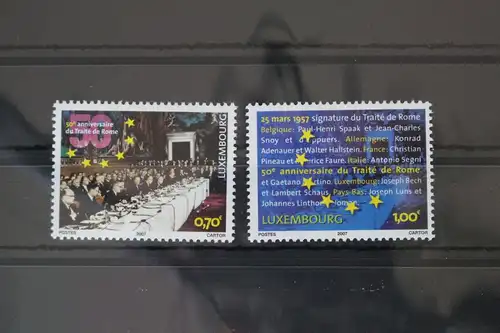 50
50e anniversaire
du Traité de Rome
LUXEMBOURG
0,70€
POSTES 2007 CARTOR
25 mars 1957 signature du Traité de Rome
Belgique: Paul-Henri Spaak et Jean-Charles
Snoy et d'Oppuers. Allemagne: Konrad
Adenauer et Walter Hallstein. France: Christian
Pineau et Maurice Faure. Italie: Antonio Segni
50e anniversaire du Traité de Rome
et Gaetano Martino. Luxembourg: Joseph Bech
et Lambert Schaus. Pays-Bas: Joseph Luns et
Johannes Linthorst Homan.
LUXEMBOURG 1,00€
POSTES 2007 CARTOR